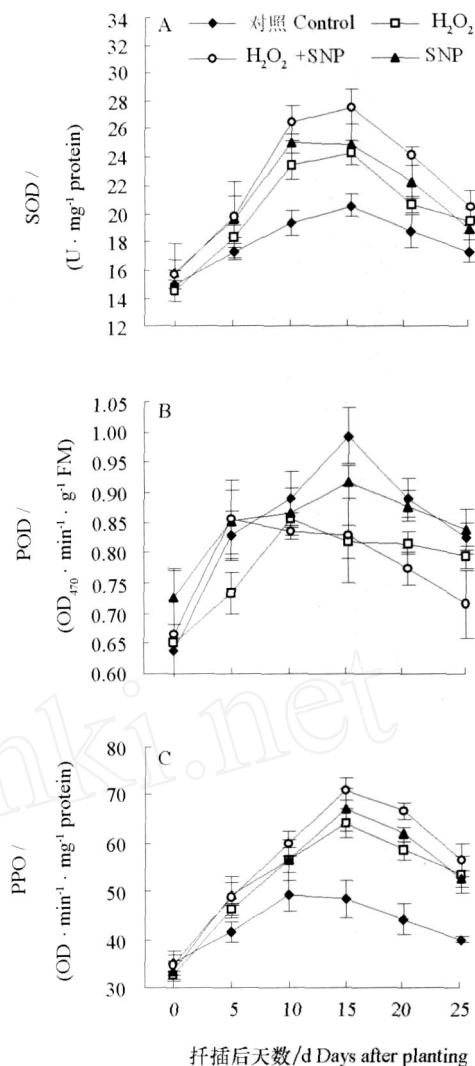 A 对照 Control H₂O₂
H₂O₂ +SNP SNP
34
32
30
28
26
24
22
20
18
16
14
12
SOD /
(U · mg⁻¹ protein)
B
1.05
1.00
0.95
0.90
0.85
0.80
0.75
0.70
0.65
0.60
POD /
(OD₄₇₀ · min⁻¹ · g⁻¹ FM)
C
70
60
50
40
30
80
PPO /
(OD · min⁻¹ · mg⁻¹ protein)
0 5 10 15 20 25
扦插后天数/d Days after planting
nki.net